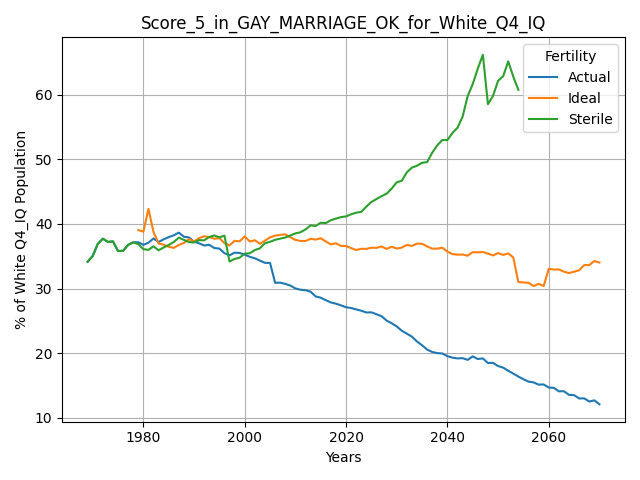 Score_5_in_GAY_MARRIAGE_OK_for_White_Q4_IQ
% of White Q4_IQ Population
60
50
40
30
20
10
1980
2000
2020
2040
2060
Years
Fertility
Actual
Ideal
Sterile